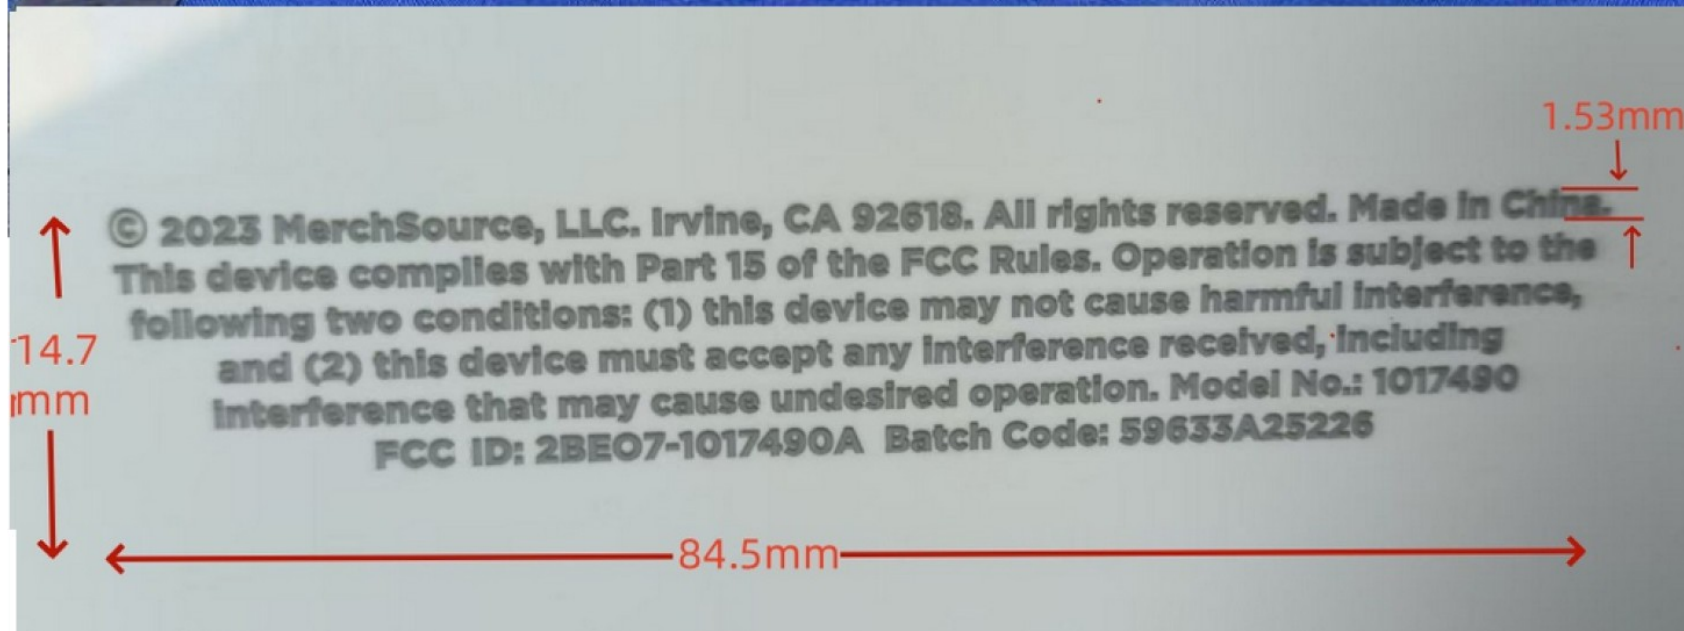 1.53mm
© 2023 MerchSource, LLC. Irvine, CA 92618. All rights reserved. Made in China.
This device complies with Part 15 of the FCC Rules. Operation is subject to the
following two conditions: (1) this device may not cause harmful interference,
and (2) this device must accept any interference received, including
interference that may cause undesired operation. Model No.: 1017490
FCC ID: 2BEO7-1017490A Batch Code: 59633A25226
14.7
mm
84.5mm